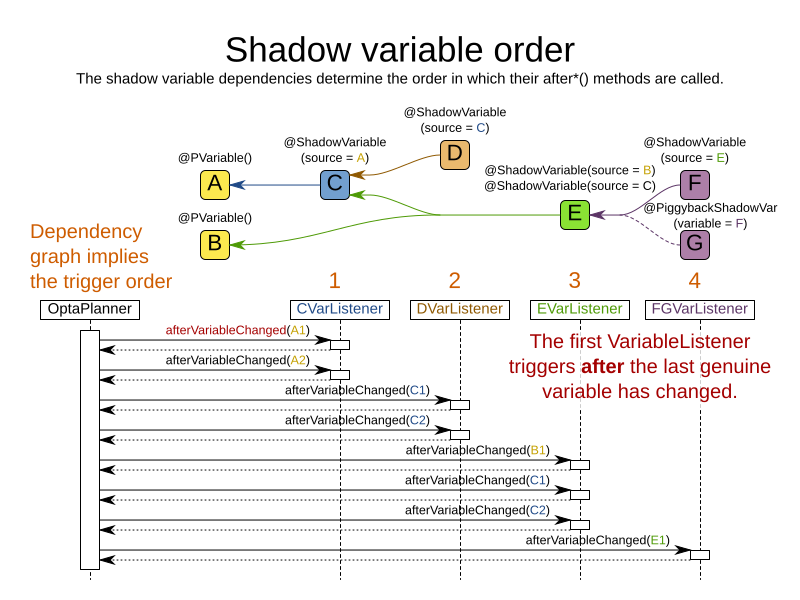 Shadow variable order
The shadow variable dependencies determine the order in which their after*() methods are called.
@ShadowVariable
(source = C)
@ShadowVariable
(source = A)
@ShadowVariable
(source = E)
@PVariable()
D
@ShadowVariable(source = B)
@ShadowVariable(source = C)
A
C
F
@PVariable()
E
@PiggybackShadowVar
(variable = F)
B
G
Dependency
graph implies
the trigger order
1
2
3
4
OptaPlanner
CVarListener
DVarListener
EVarListener
FGVarListener
afterVariableChanged(A1)
The first VariableListener
triggers after the last genuine
variable has changed.
afterVariableChanged(A2)
afterVariableChanged(C1)
afterVariableChanged(C2)
afterVariableChanged(B1)
afterVariableChanged(C1)
afterVariableChanged(C2)
afterVariableChanged(E1)